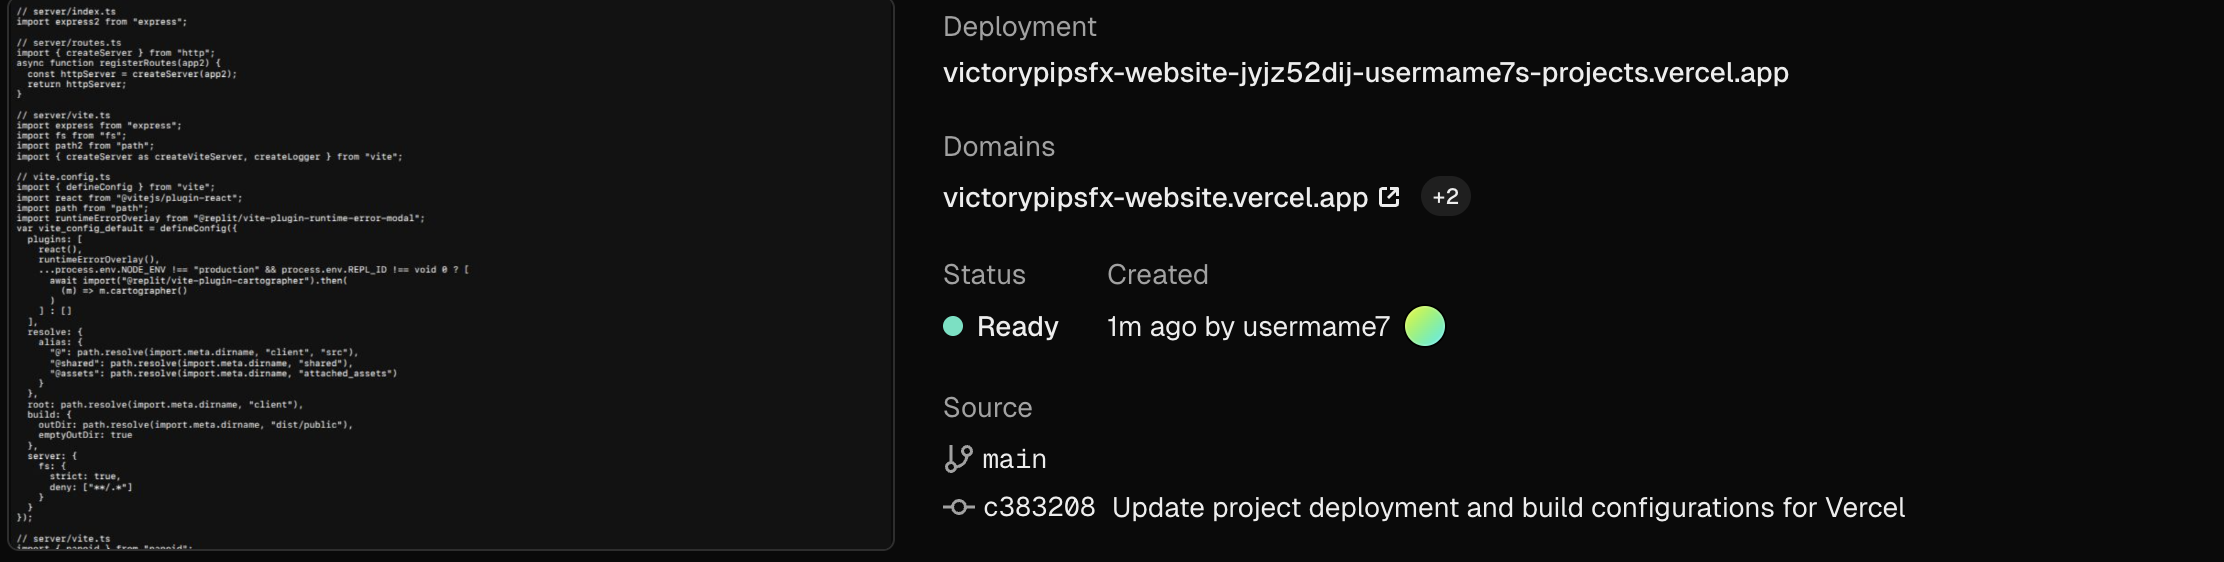 // server/index.ts
import express2 from "express";
// server/routes.ts
import { createServer } from "http";
async function registerRoutes(app2) {
  const httpServer = createServer(app2);
  return httpServer;
}
// server/vite.ts
import express from "express";
import fs from "fs";
import path2 from "path";
import { createServer as createViteServer, createLogger } from "vite";
// vite.config.ts
import { defineConfig } from "vite";
import react from "@vitejs/plugin-react";
import path from "path";
import runtimeErrorOverlay from "@replit/vite-plugin-runtime-error-modal";
var vite_config_default = defineConfig({
  plugins: [
    react(),
    runtimeErrorOverlay(),
    ...process.env.NODE_ENV !== "production" && process.env.REPL_ID !== void 0 ? [
      await import("@replit/vite-plugin-cartographer").then(
        (m) => m.cartographer()
      )
    ] : []
  ],
  resolve: {
    alias: {
      "@": path.resolve(import.meta.dirname, "client", "src"),
      "@shared": path.resolve(import.meta.dirname, "shared"),
      "@assets": path.resolve(import.meta.dirname, "attached_assets")
    }
  },
  root: path.resolve(import.meta.dirname, "client"),
  build: {
    outDir: path.resolve(import.meta.dirname, "dist/public"),
    emptyOutDir: true
  },
  server: {
    fs: {
      strict: true,
      deny: ["**/.*"]
    }
  }
});
// server/vite.ts
import { nanoid } from "nanoid";
Deployment
victorypipsfx-website-jyjz52dij-usermame7s-projects.vercel.app
Domains
victorypipsfx-website.vercel.app +2
Status Created
Ready 1m ago by usermame7
Source
main
c383208 Update project deployment and build configurations for Vercel